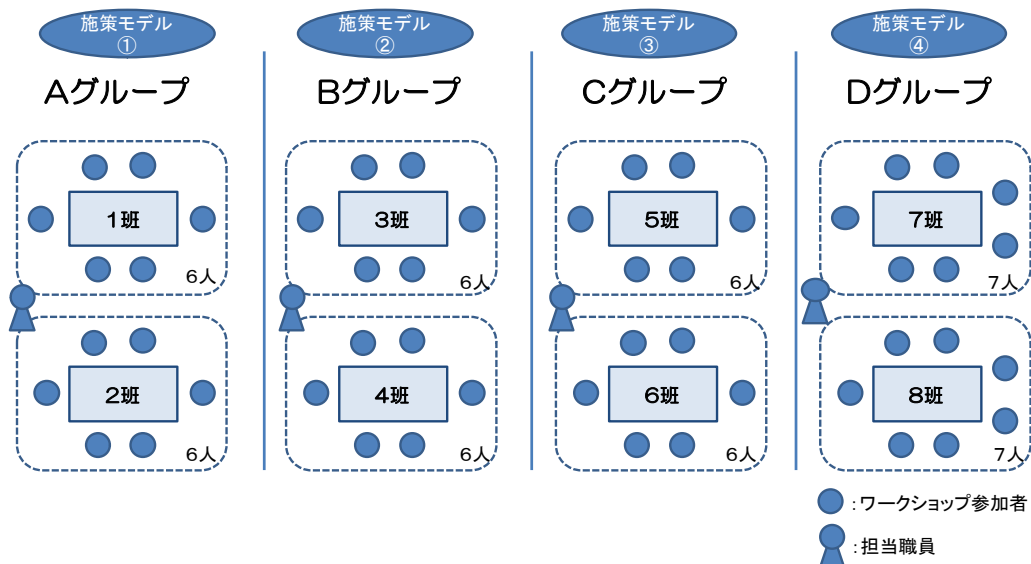 施策モデル
①
施策モデル
②
施策モデル
③
施策モデル
④
Aグループ
Bグループ
Cグループ
Dグループ
1班
6人
3班
6人
5班
6人
7班
7人
2班
6人
4班
6人
6班
6人
8班
7人
:ワークショップ参加者
:担当職員